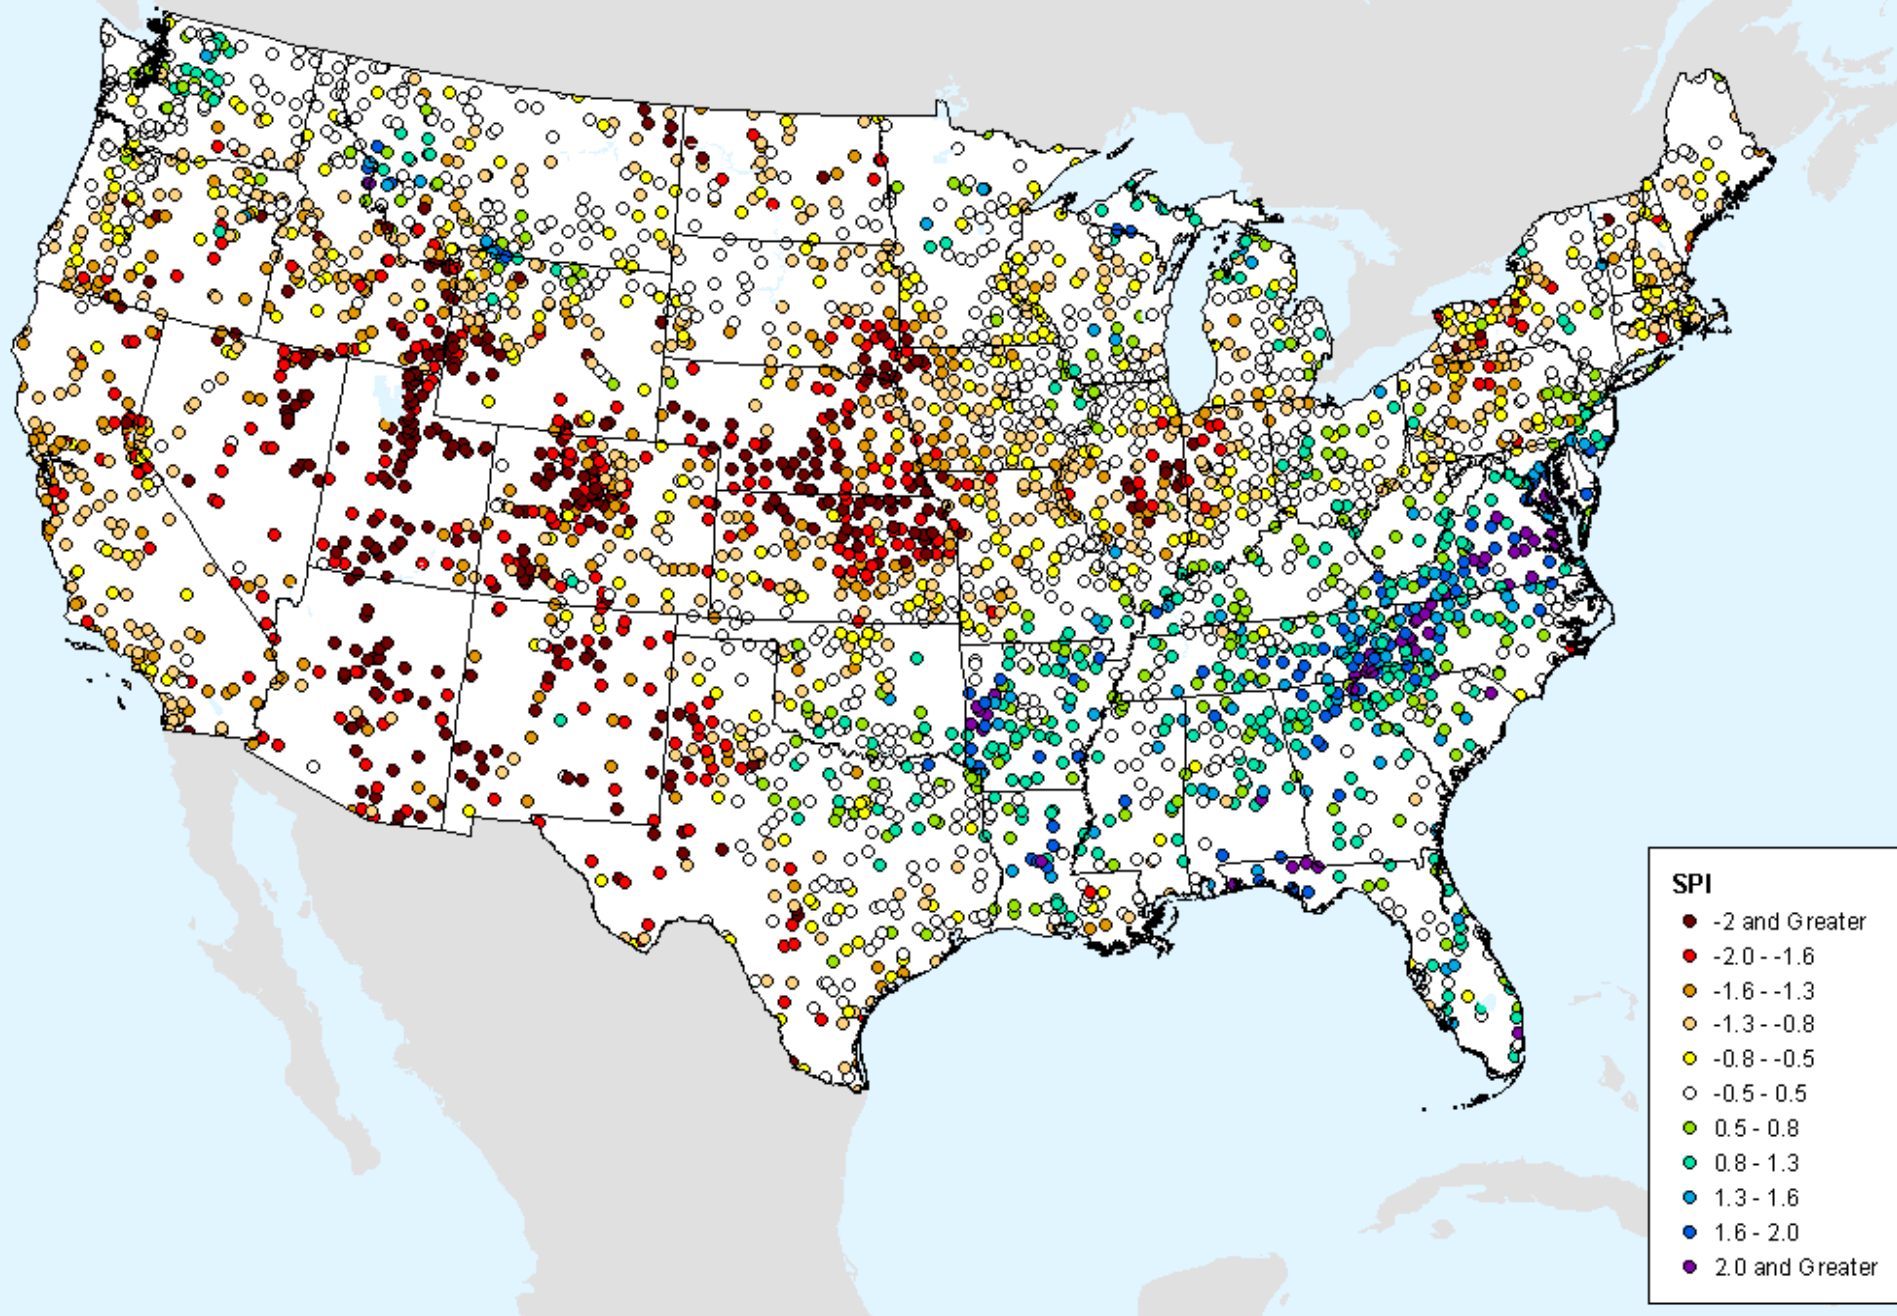 SPI
-2 and Greater
-2.0 - -1.6
-1.6 - -1.3
-1.3 - -0.8
-0.8 - -0.5
-0.5 - 0.5
0.5 - 0.8
0.8 - 1.3
1.3 - 1.6
1.6 - 2.0
2.0 and Greater